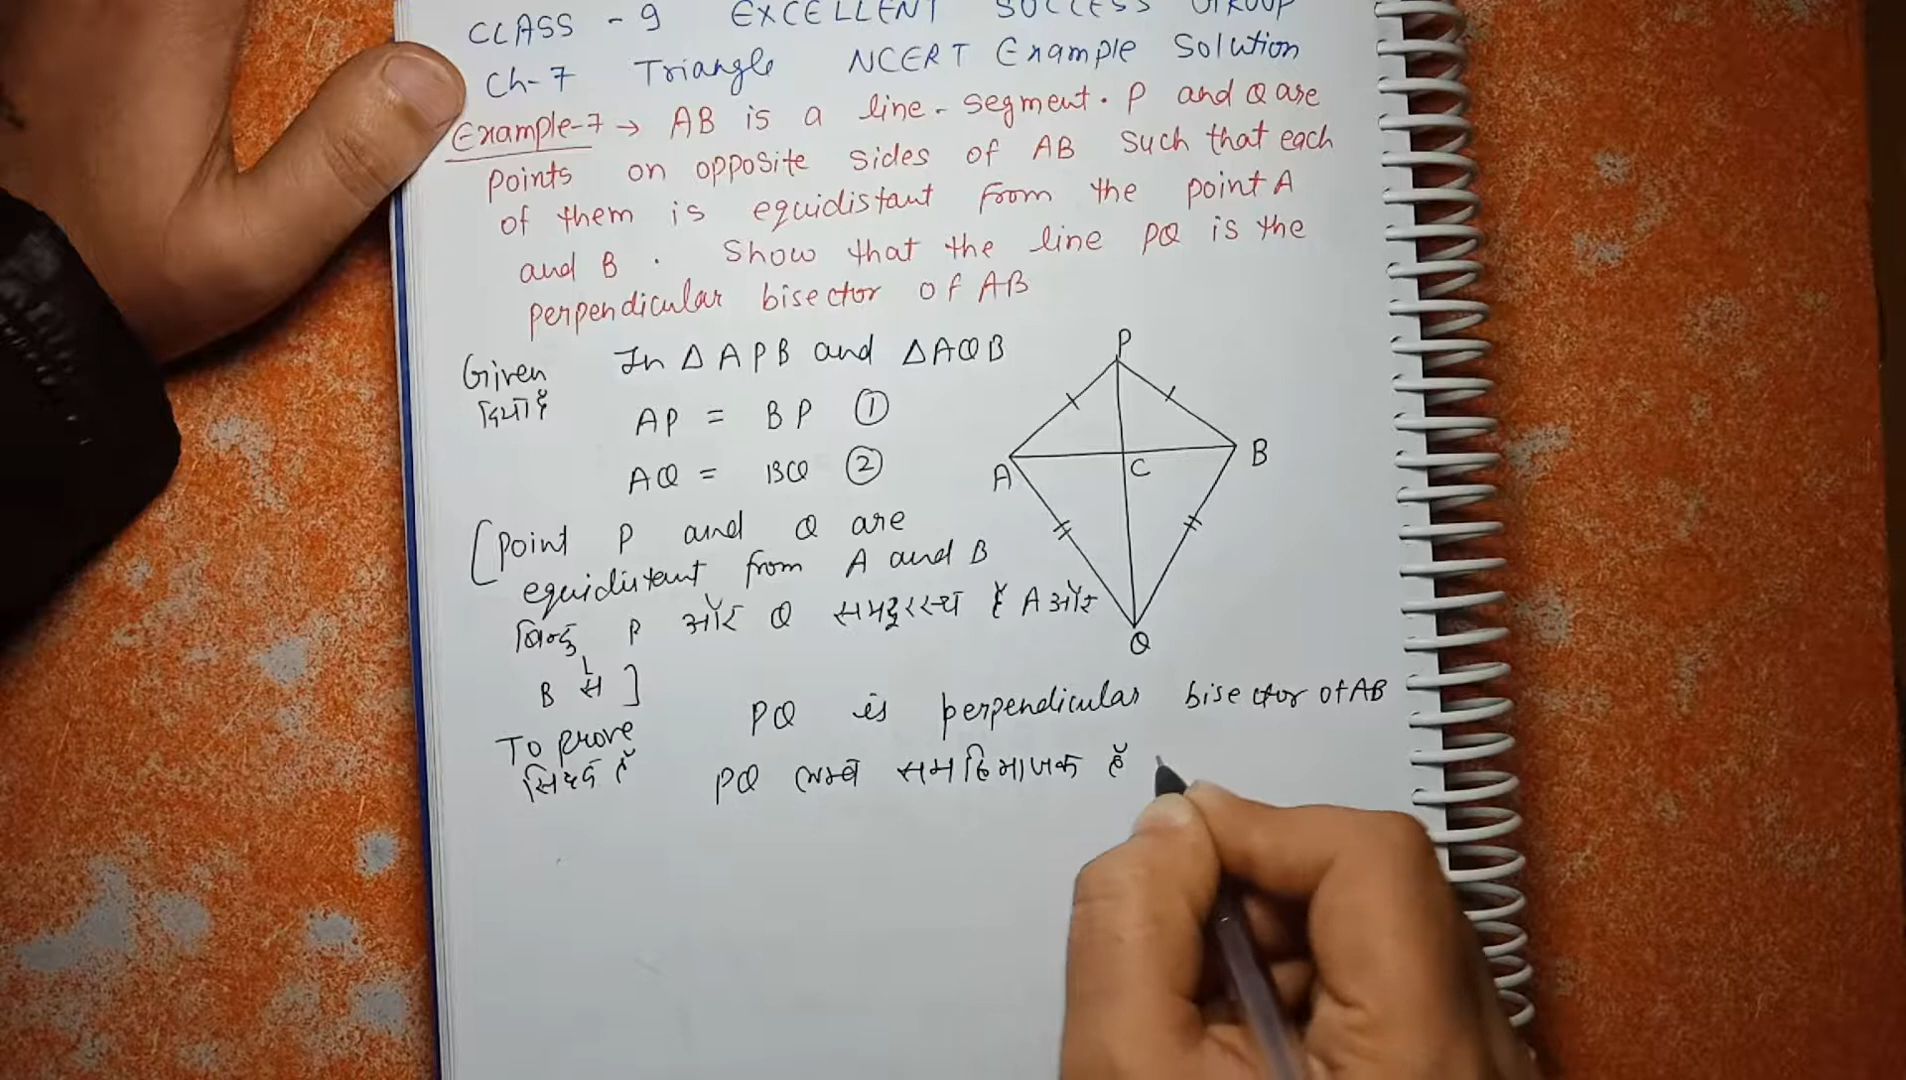 CLASS - 9 EXCELLENT SUCCESS GROUP
Ch-7 Triangle NCERT Example Solution
Example-7 → AB is a line-segment. P and Q are
points on opposite sides of AB such that each
of them is equidistant from the point A
and B. Show that the line PQ is the
perpendicular bisector of AB
Given In △ APB and △AQB
दिया है
AP = BP ①
AQ = BQ ②
[Point P and Q are
equidistant from A and B
बिन्दु P और Q समदूरस्थ है A और
B से ]
P
A
B
C
Q
To prove PQ is perpendicular bisector of AB
सिद्ध है PQ लम्ब समद्विभाजक है